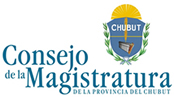 CHUBUT
Consejo
de la Magistratura
DE LA PROVINCIA DEL CHUBUT